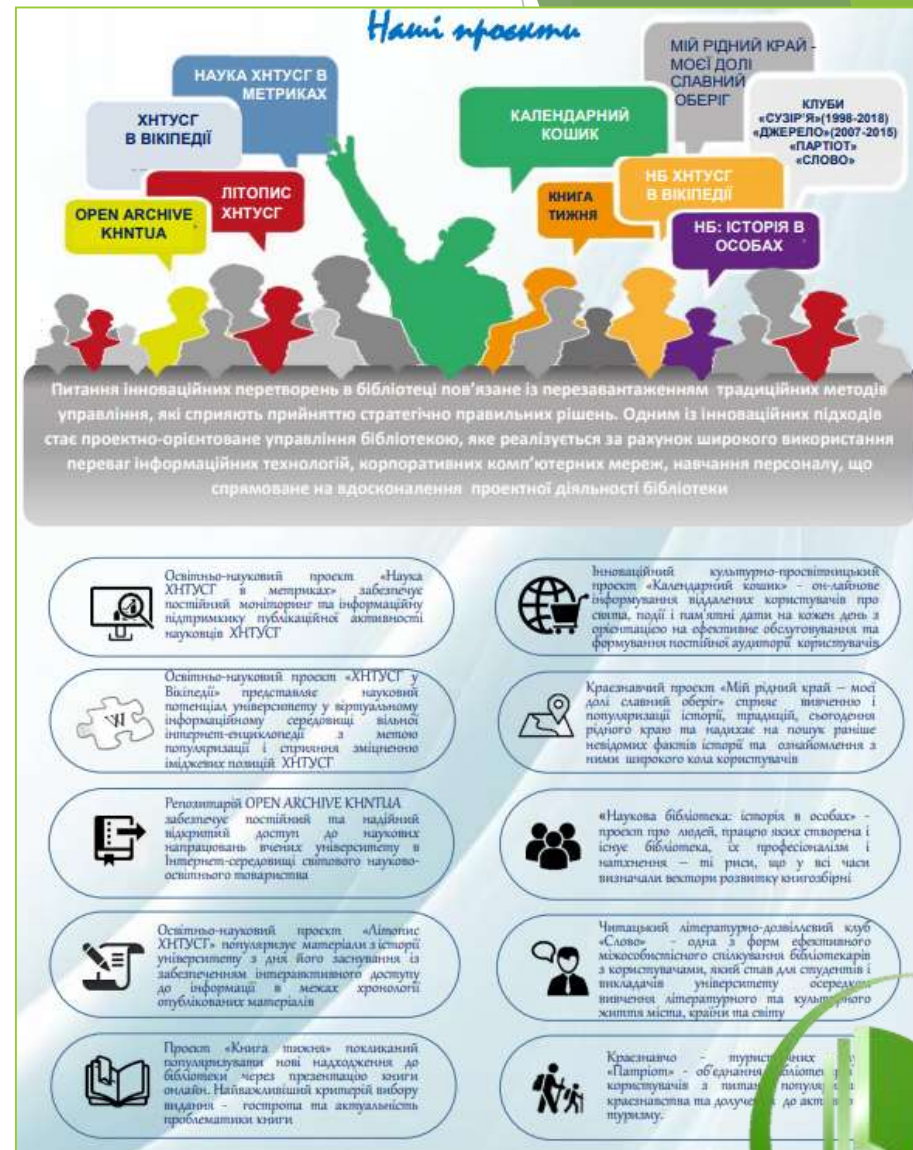 Наші проєкти
НАУКА ХНТУСГ В
МЕТРИКАХ
ХНТУСГ
В ВІКІПЕДІЇ
ЛІТОПИС
ХНТУСГ
OPEN ARCHIVE
KHNTUA
КАЛЕНДАРНИЙ
КОШИК
МІЙ РІДНИЙ КРАЙ -
МОЄЇ ДОЛІ
СЛАВНИЙ
ОБЕРІГ
КЛУБИ
«СУЗІР'Я»(1998-2018)
«ДЖЕРЕЛО»(2007-2015)
«ПАРТІОТ»
«СЛОВО»
КНИГА
ТИЖНЯ
НБ ХНТУСГ
В ВІКІПЕДІЇ
НБ: ІСТОРІЯ В
ОСОБАХ
Питання інноваційних перетворень в бібліотеці пов'язане із перезавантаженням традиційних методів
управління, які сприяють прийняттю стратегічно правильних рішень. Одним із інноваційних підходів
стає проектно-орієнтоване управління бібліотекою, яке реалізується за рахунок широкого використання
переваг інформаційних технологій, корпоративних комп'ютерних мереж, навчання персоналу, що
спрямоване на вдосконалення проектної діяльності бібліотеки
Освітньо-науковий проєкт «Наука
ХНТУСГ в метриках» забезпечує
постійний моніторинг та інформаційну
підтримкику публікаційної активності
науковців ХНТУСГ
Освітньо-науковий проєкт «ХНТУСГ у
Вікіпедії» представляє науковий
потенціал університету у віртуальному
інформаційному середовищі вільної
інтернет-енциклопедії з метою
популяризації і сприяння зміцненню
іміджевих позицій ХНТУСГ
Репозитарій OPEN ARCHIVE KHNTUA
забезпечує постійний та надійний
відкритий доступ до наукових
напрацювань вчених університету в
Інтернет-середовищі світового науково-
освітнього товариства
Освітньо-науковий проєкт «Літопис
ХНТУСГ» популяризує матеріали з історії
університету з дня його заснування із
забезпеченням інтеравктивного доступу
до інформації в межах хронології
опублікованих матеріалів
Проєкт «Книга тижня» покликаний
популяризувати нові надходження до
бібліотеки через презентацію книги
онлайн. Найважливіший критерій вибору
видання - гострота та актуальність
проблематики книги
Інноваційний культурно-просвітницький
проєкт «Календарний кошик» - он-лайнове
інформування віддалених користувачів про
свята, події і пам'ятні дати на кожен день з
орієнтацією на ефективне обслуговування та
формування постійної аудиторії користувачів
Краєзнавчий проєкт «Мій рідний край – моєї
долі славний оберіг» сприяє вивченню і
популяризації історії, традицій, сьогодення
рідного краю та надихає на пошук раніше
невідомих фактів історії та ознайомлення з
ними широкого кола користувачів
«Наукова бібліотека: історія в особах» -
проєкт про людей, працею яких створена і
існує бібліотека, їх професіоналізм і
натхнення – ті риси, що у всі часи
визначали вектори розвитку книгозбірні
Читацький літературно-дозвіллєвий клуб
«Слово» - одна з форм ефективного
міжособистісного спілкування бібліотекарів
з користувачами, який став для студентів і
викладачів університету осередком
вивчення літературного та культурного
життя міста, країни та світу
Краєзнавчо -
«Патріот» - об'єднання
користувачів з питань
краєзнавства та до
туризму.